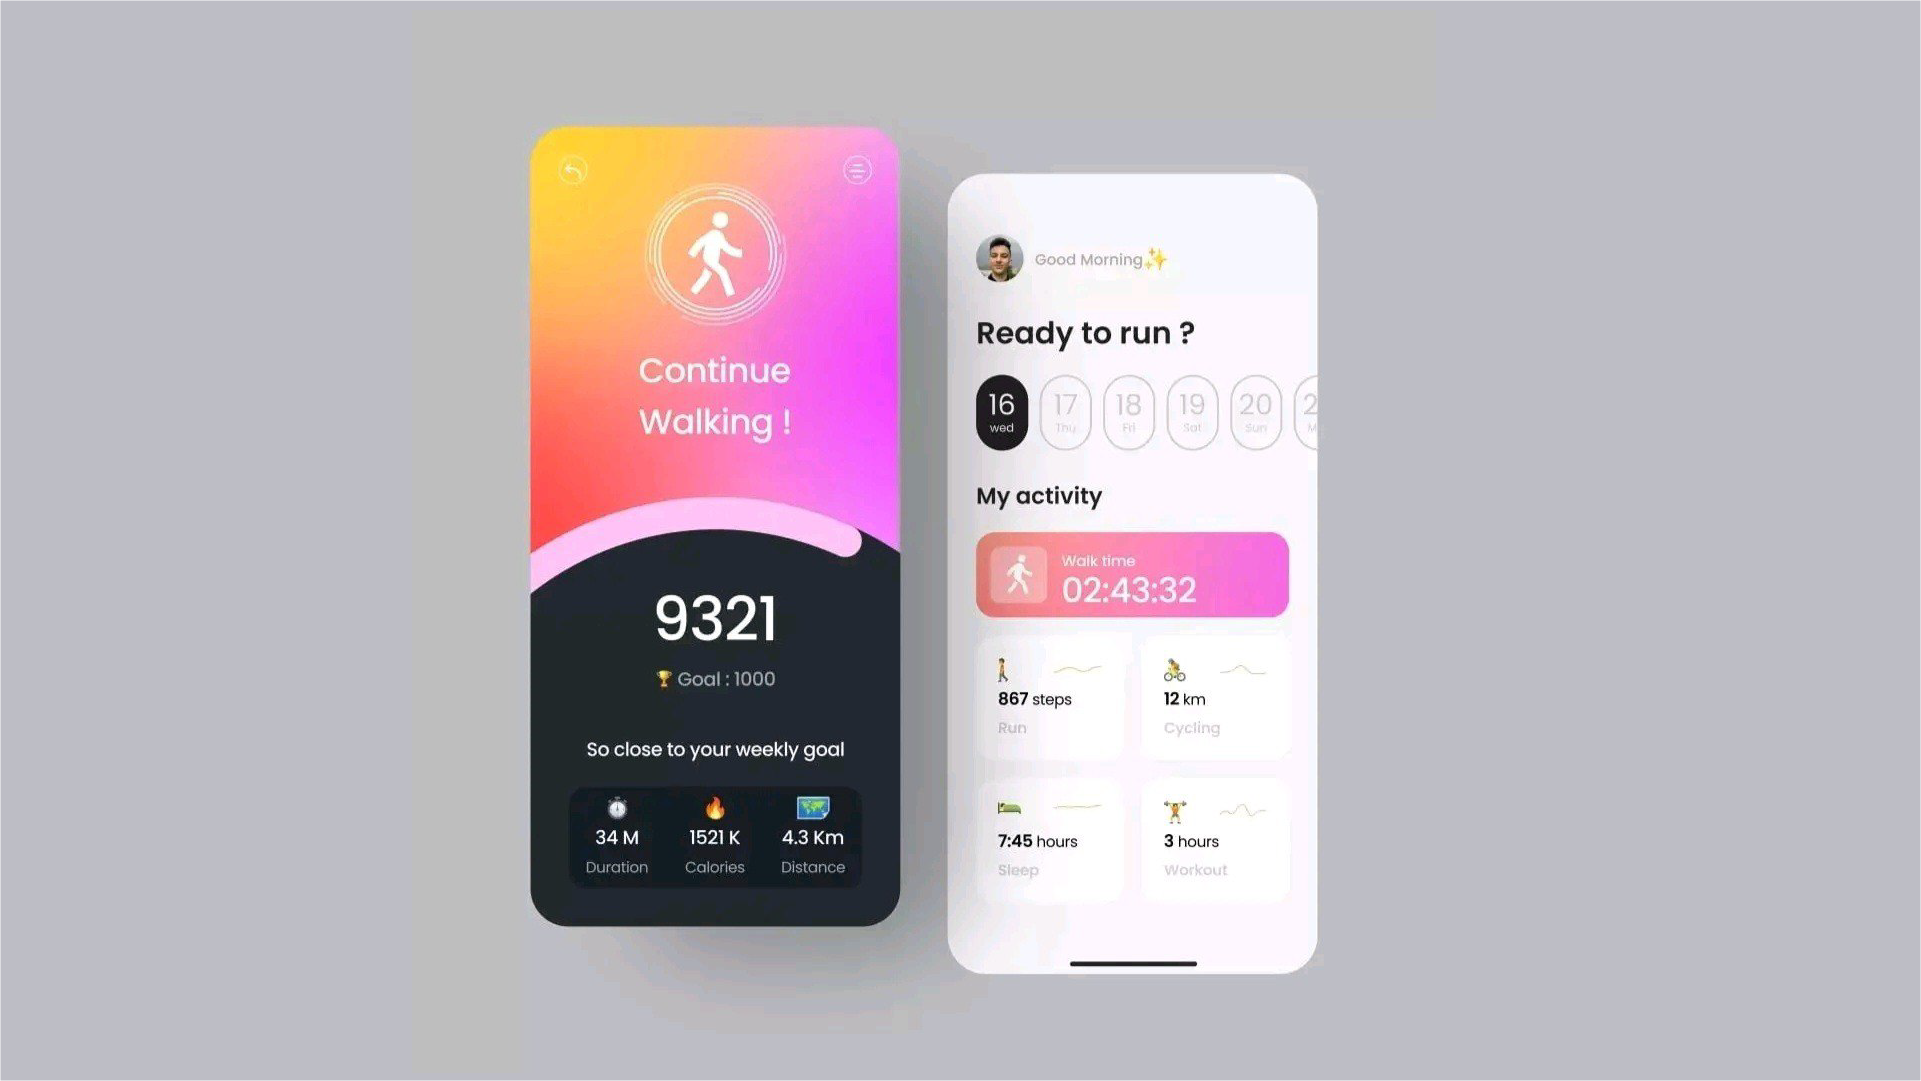 Continue
Walking !
9321
Goal : 1000
So close to your weekly goal
34 M
1521 K
4.3 Km
Duration
Calories
Distance
Good Morning
Ready to run ?
16
17
18
19
20
2
wed
Thu
Fri
Sat
Sun
M
My activity
Walk time
02:43:32
867 steps
Run
12 km
Cycling
7:45 hours
Sleep
3 hours
Workout